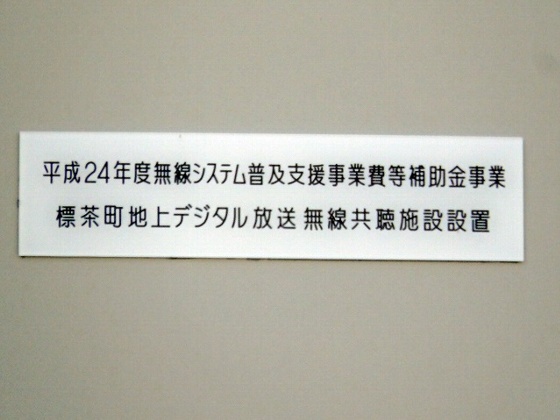 平成24年度無線システム普及支援事業費等補助金事業
標茶町地上デジタル放送無線共聴施設設置